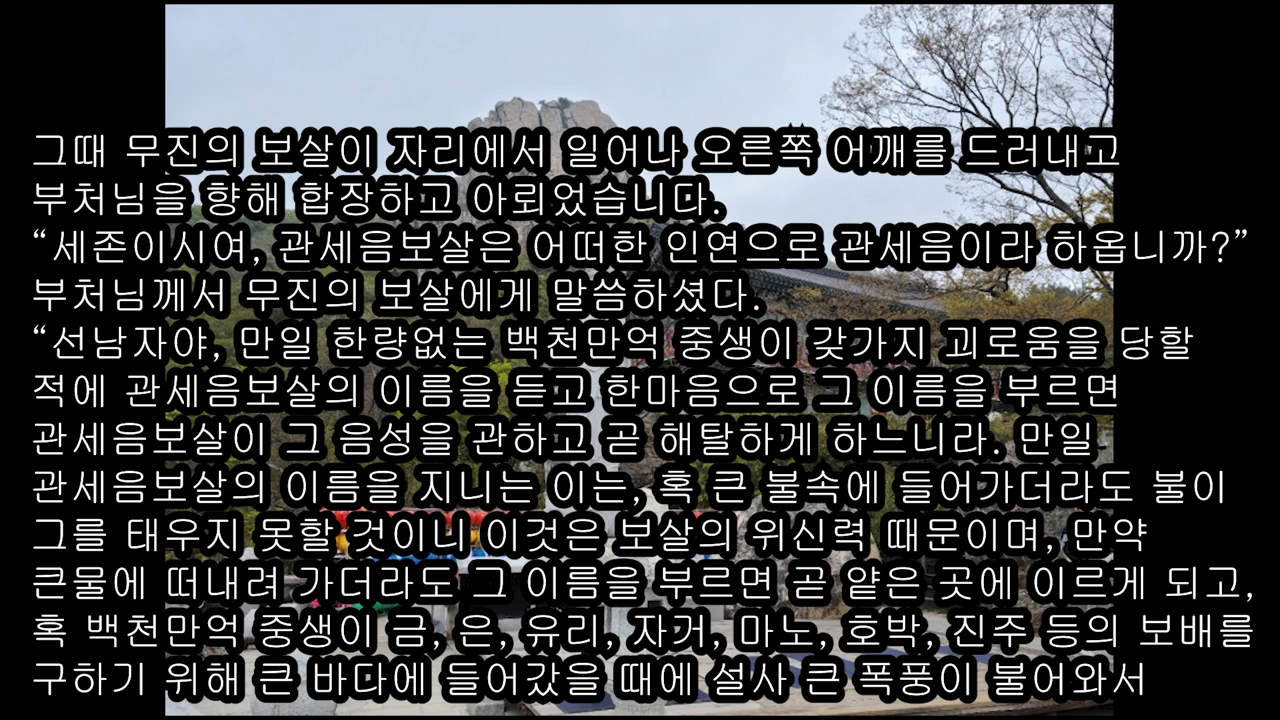 그때 무진의 보살이 자리에서 일어나 오른쪽 어깨를 드러내고
부처님을 향해 합장하고 아뢰었습니다.
“세존이시여, 관세음보살은 어떠한 인연으로 관세음이라 하옵니까?”
부처님께서 무진의 보살에게 말씀하셨다.
“선남자야, 만일 한량없는 백천만억 중생이 갖가지 괴로움을 당할
적에 관세음보살의 이름을 듣고 한마음으로 그 이름을 부르면
관세음보살이 그 음성을 관하고 곧 해탈하게 하느니라. 만일
관세음보살의 이름을 지니는 이는, 혹 큰 불속에 들어가더라도 불이
그를 태우지 못할 것이니 이것은 보살의 위신력 때문이며, 만약
큰물에 떠내려 가더라도 그 이름을 부르면 곧 얕은 곳에 이르게 되고,
혹 백천만억 중생이 금, 은, 유리, 자거, 마노, 호박, 진주 등의 보배를
구하기 위해 큰 바다에 들어갔을 때에 설사 큰 폭풍이 불어와서